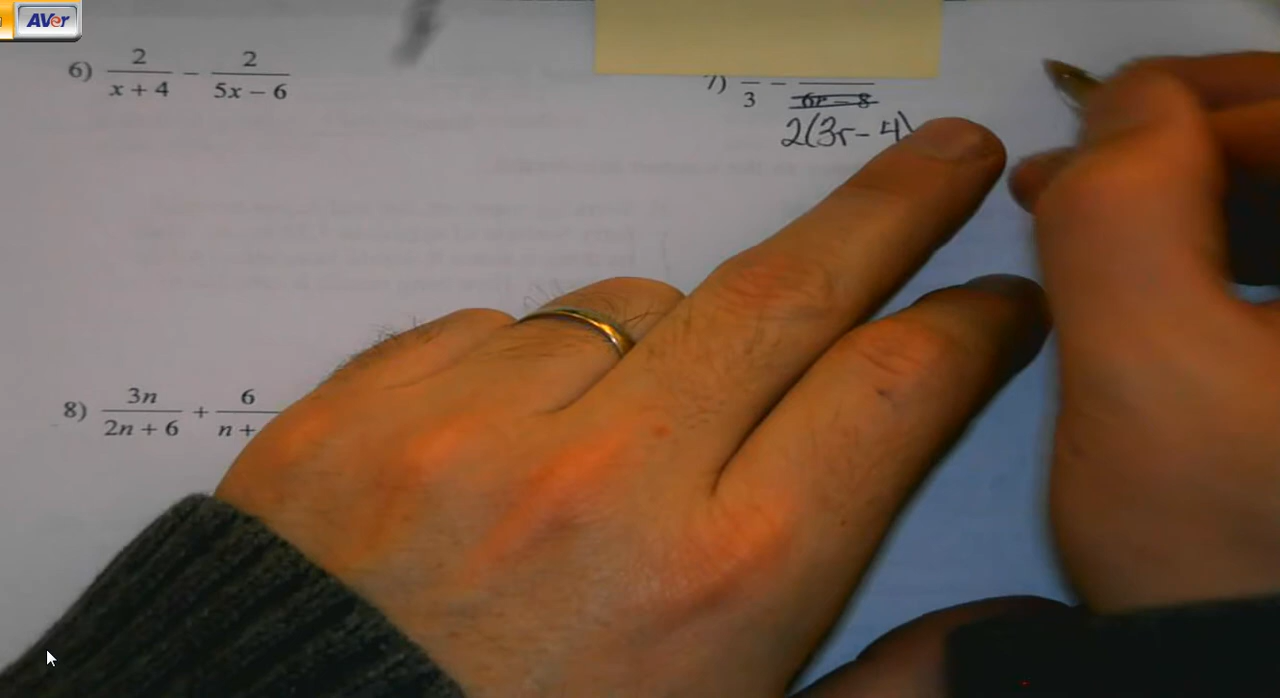 AVer
6) 2/(x + 4) − 2/(5x − 6)
7) /3 − /(6r − 8)
2(3r − 4)
8) 3n/(2n + 6) + 6/(n +